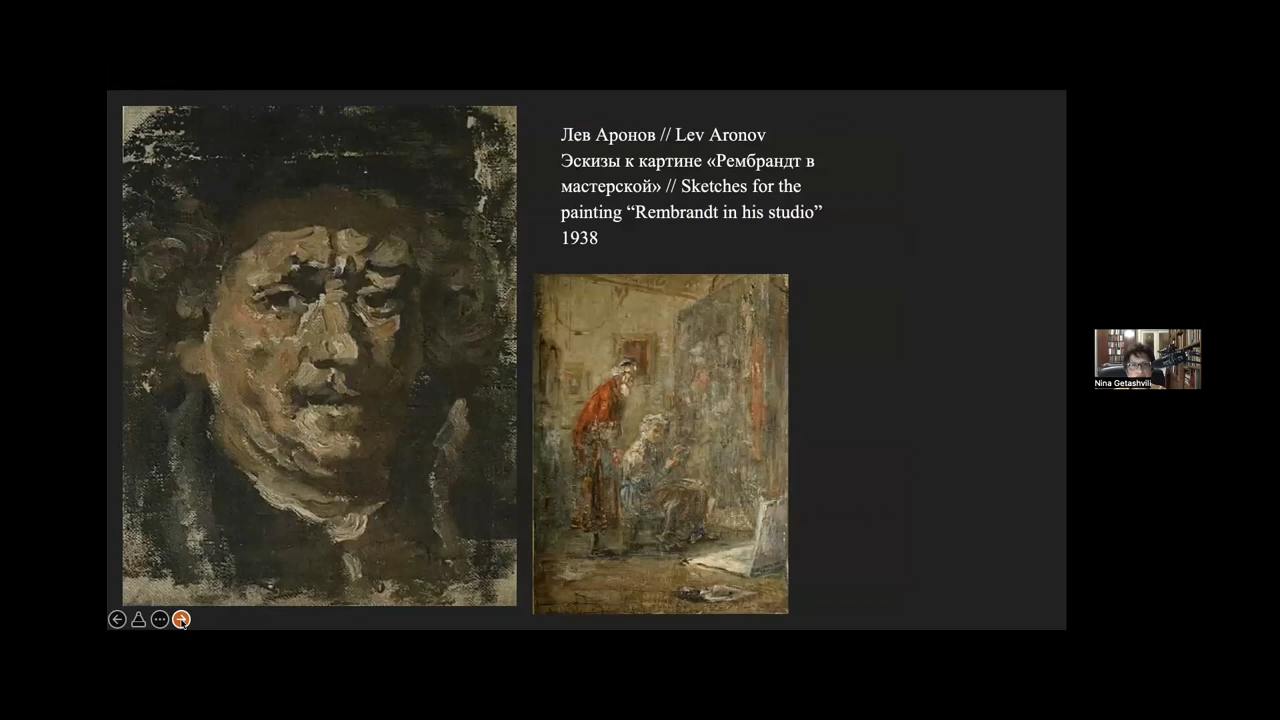 Лев Аронов // Lev Aronov
Эскизы к картине «Рембрандт в
мастерской» // Sketches for the
painting “Rembrandt in his studio”
1938
Nina Getashvili